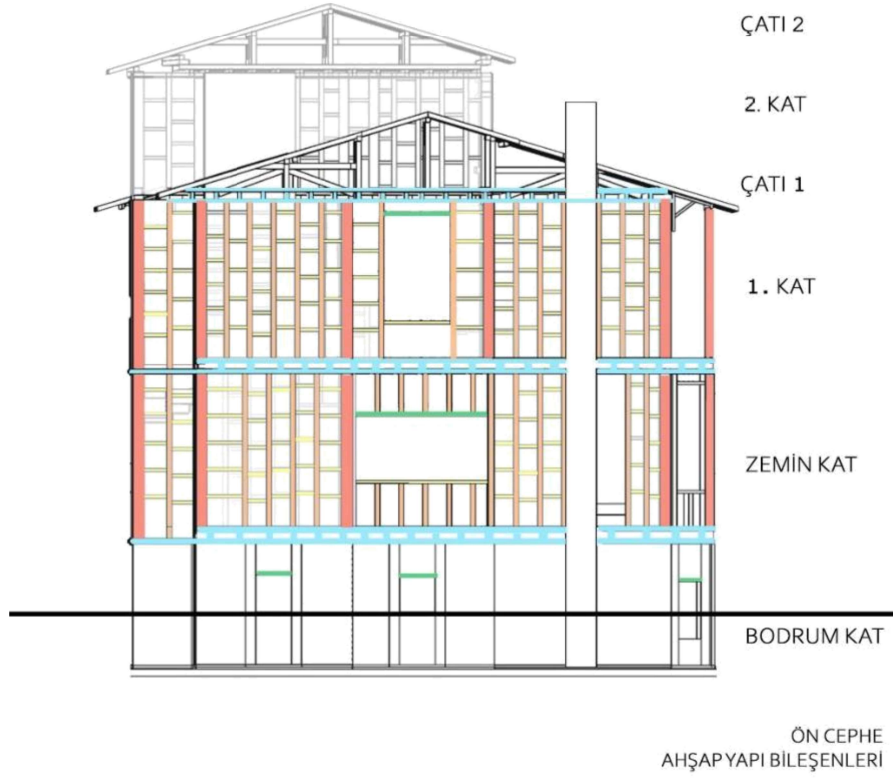 ÇATI 2
2. KAT
ÇATI 1
1. KAT
ZEMİN KAT
BODRUM KAT
ÖN CEPHE
AHŞAP YAPI BİLEŞENLERİ